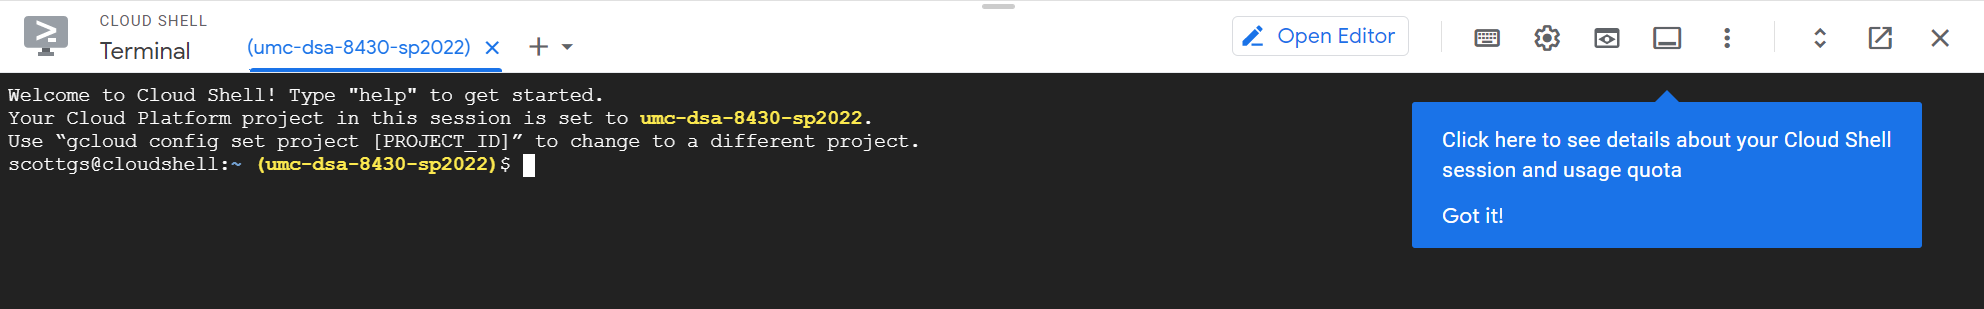 CLOUD SHELL
Terminal
(umc-dsa-8430-sp2022)
Open Editor
Welcome to Cloud Shell! Type "help" to get started.
Your Cloud Platform project in this session is set to umc-dsa-8430-sp2022.
Use “gcloud config set project [PROJECT_ID]” to change to a different project.
scottgs@cloudshell:~ (umc-dsa-8430-sp2022)$
Click here to see details about your Cloud Shell
session and usage quota
Got it!